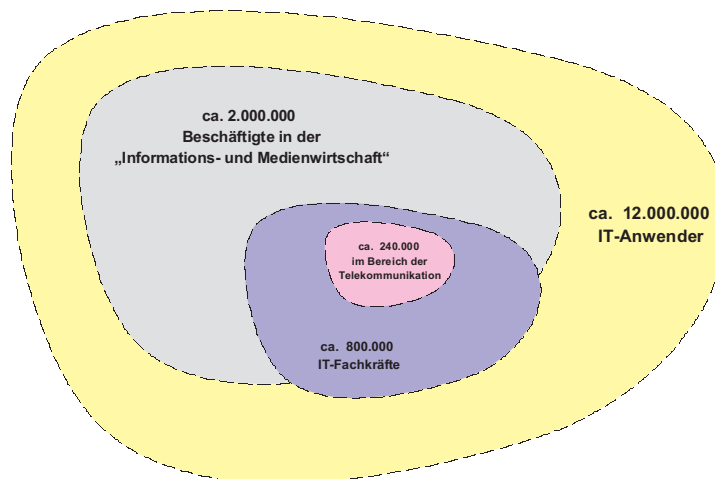 ca. 2.000.000
Beschäftigte in der
„Informations- und Medienwirtschaft“
ca. 12.000.000
IT-Anwender
ca. 240.000
im Bereich der
Telekommunikation
ca. 800.000
IT-Fachkräfte